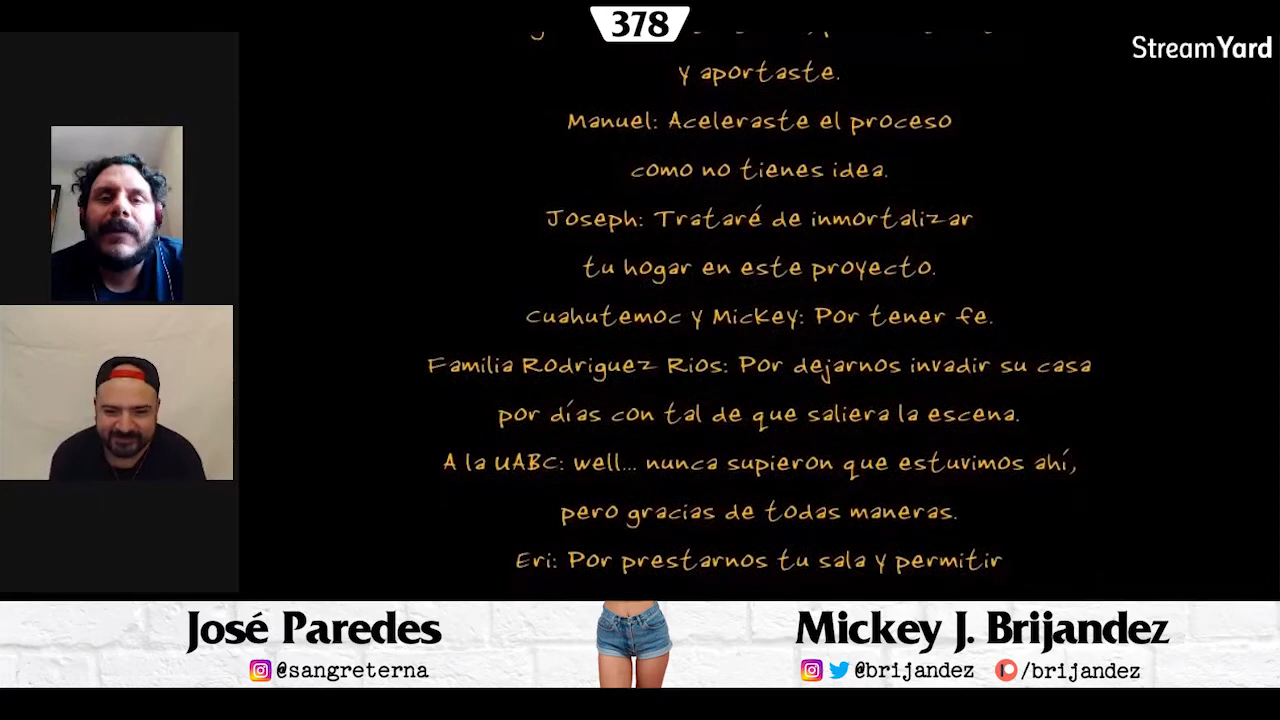 378
StreamYard
y aportaste.
Manuel: Aceleraste el proceso
como no tienes idea.
Joseph: Trataré de inmortalizar
tu hogar en este proyecto.
Cuahutemoc y Mickey: Por tener fe.
Familia Rodriguez Rios: Por dejarnos invadir su casa
por días con tal de que saliera la escena.
A la UABC: well... nunca supieron que estuvimos ahí,
pero gracias de todas maneras.
Eri: Por prestarnos tu sala y permitir
José Paredes
@sangreterna
Mickey J. Brijandez
@brijandez /brijandez